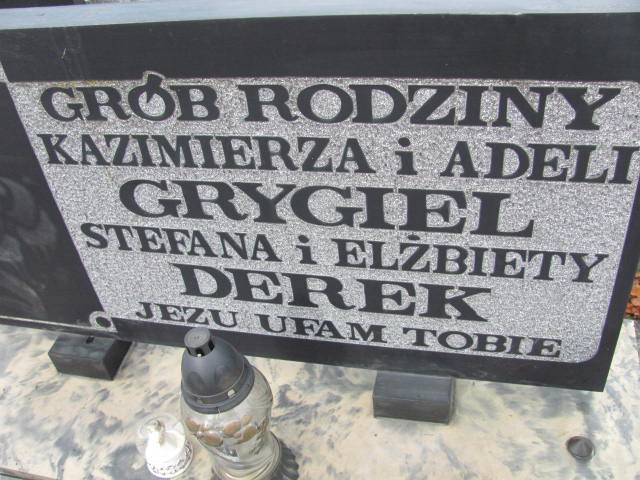 GRÓB RODZINY
KAZIMIERZA i ADELI
GRYGIEL
STEFANA i ELŻBIETY
DEREK
JEZU UFAM TOBIE